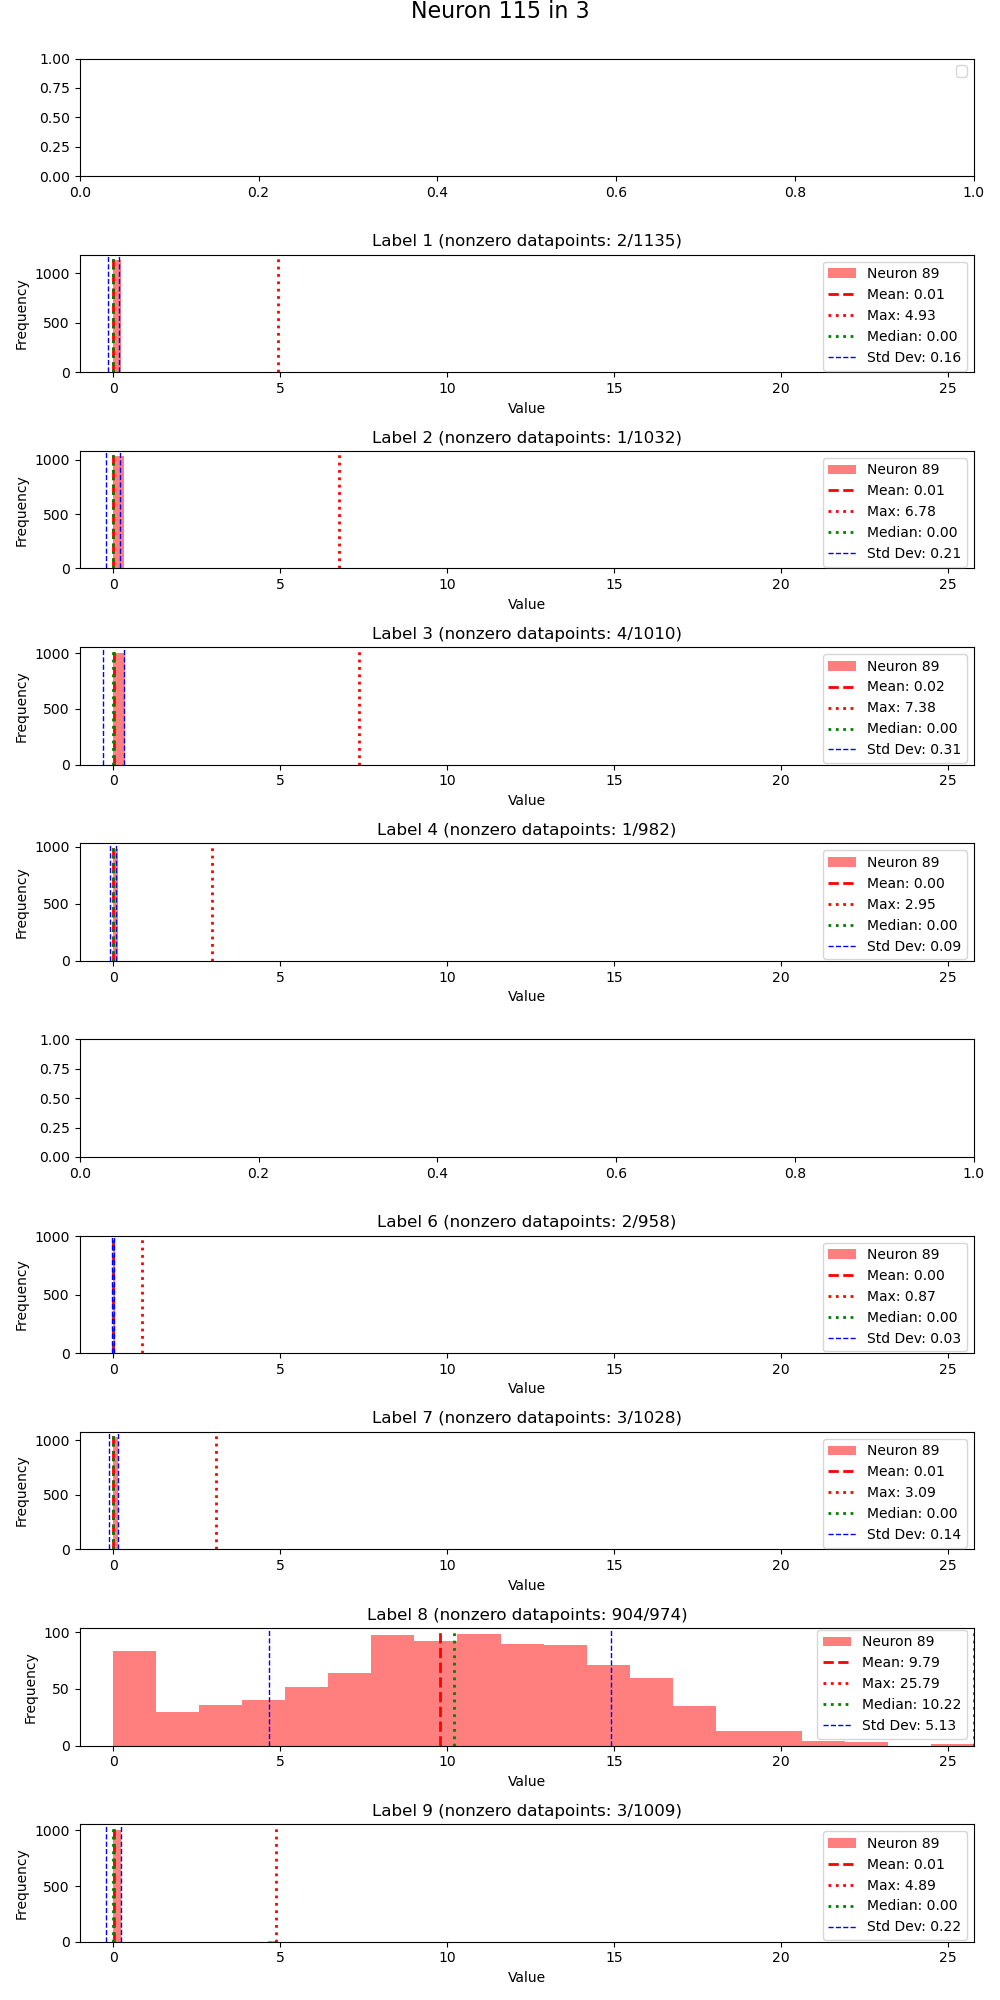 Neuron 115 in 3
1.00
0.75
0.50
0.25
0.00
0.0 0.2 0.4 0.6 0.8 1.0
Label 1 (nonzero datapoints: 2/1135)
Frequency
1000
500
0
Neuron 89
Mean: 0.01
Max: 4.93
Median: 0.00
Std Dev: 0.16
0 5 10 15 20 25
Value
Label 2 (nonzero datapoints: 1/1032)
Frequency
1000
500
0
Neuron 89
Mean: 0.01
Max: 6.78
Median: 0.00
Std Dev: 0.21
0 5 10 15 20 25
Value
Label 3 (nonzero datapoints: 4/1010)
Frequency
1000
500
0
Neuron 89
Mean: 0.02
Max: 7.38
Median: 0.00
Std Dev: 0.31
0 5 10 15 20 25
Value
Label 4 (nonzero datapoints: 1/982)
Frequency
1000
500
0
Neuron 89
Mean: 0.00
Max: 2.95
Median: 0.00
Std Dev: 0.09
0 5 10 15 20 25
Value
1.00
0.75
0.50
0.25
0.00
0.0 0.2 0.4 0.6 0.8 1.0
Label 6 (nonzero datapoints: 2/958)
Frequency
1000
500
0
Neuron 89
Mean: 0.00
Max: 0.87
Median: 0.00
Std Dev: 0.03
0 5 10 15 20 25
Value
Label 7 (nonzero datapoints: 3/1028)
Frequency
1000
500
0
Neuron 89
Mean: 0.01
Max: 3.09
Median: 0.00
Std Dev: 0.14
0 5 10 15 20 25
Value
Label 8 (nonzero datapoints: 904/974)
Frequency
100
50
0
Neuron 89
Mean: 9.79
Max: 25.79
Median: 10.22
Std Dev: 5.13
0 5 10 15 20 25
Value
Label 9 (nonzero datapoints: 3/1009)
Frequency
1000
500
0
Neuron 89
Mean: 0.01
Max: 4.89
Median: 0.00
Std Dev: 0.22
0 5 10 15 20 25
Value